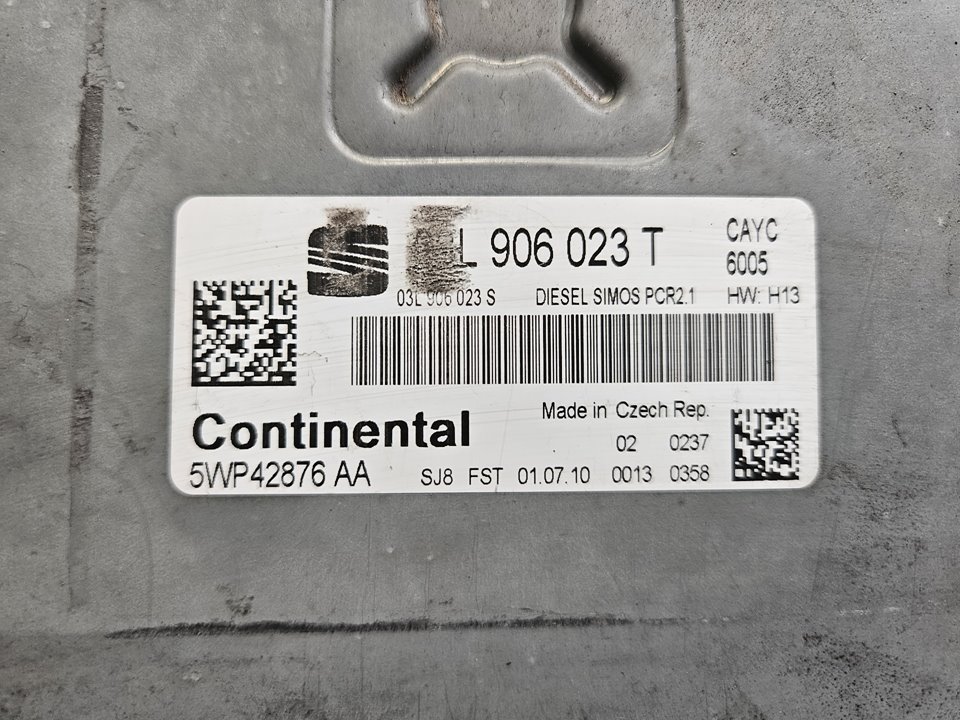 L 906 023 T
CAYC
6005
03L 906 023 S DIESEL SIMOS PCR2.1 HW: H13
Continental
Made in Czech Rep.
02 0237
5WP42876 AA SJ8 FST 01.07.10 0013 0358